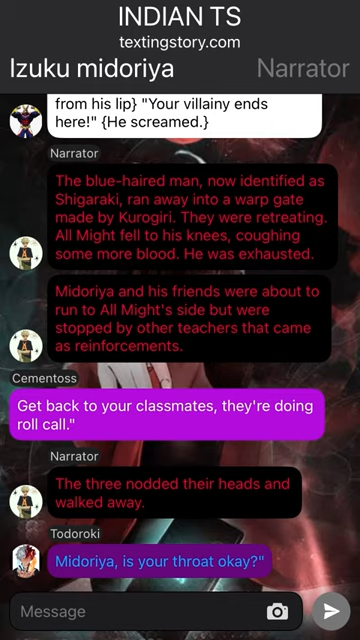 INDIAN TS
textingstory.com
Izuku midoriya
Narrator
from his lip} "Your villainy ends
here!" {He screamed.}
Narrator
The blue-haired man, now identified as
Shigaraki, ran away into a warp gate
made by Kurogiri. They were retreating.
All Might fell to his knees, coughing
some more blood. He was exhausted.
Midoriya and his friends were about to
run to All Might's side but were
stopped by other teachers that came
as reinforcements.
Cementoss
Get back to your classmates, they're doing
roll call."
Narrator
The three nodded their heads and
walked away.
Todoroki
Midoriya, is your throat okay?"
Message